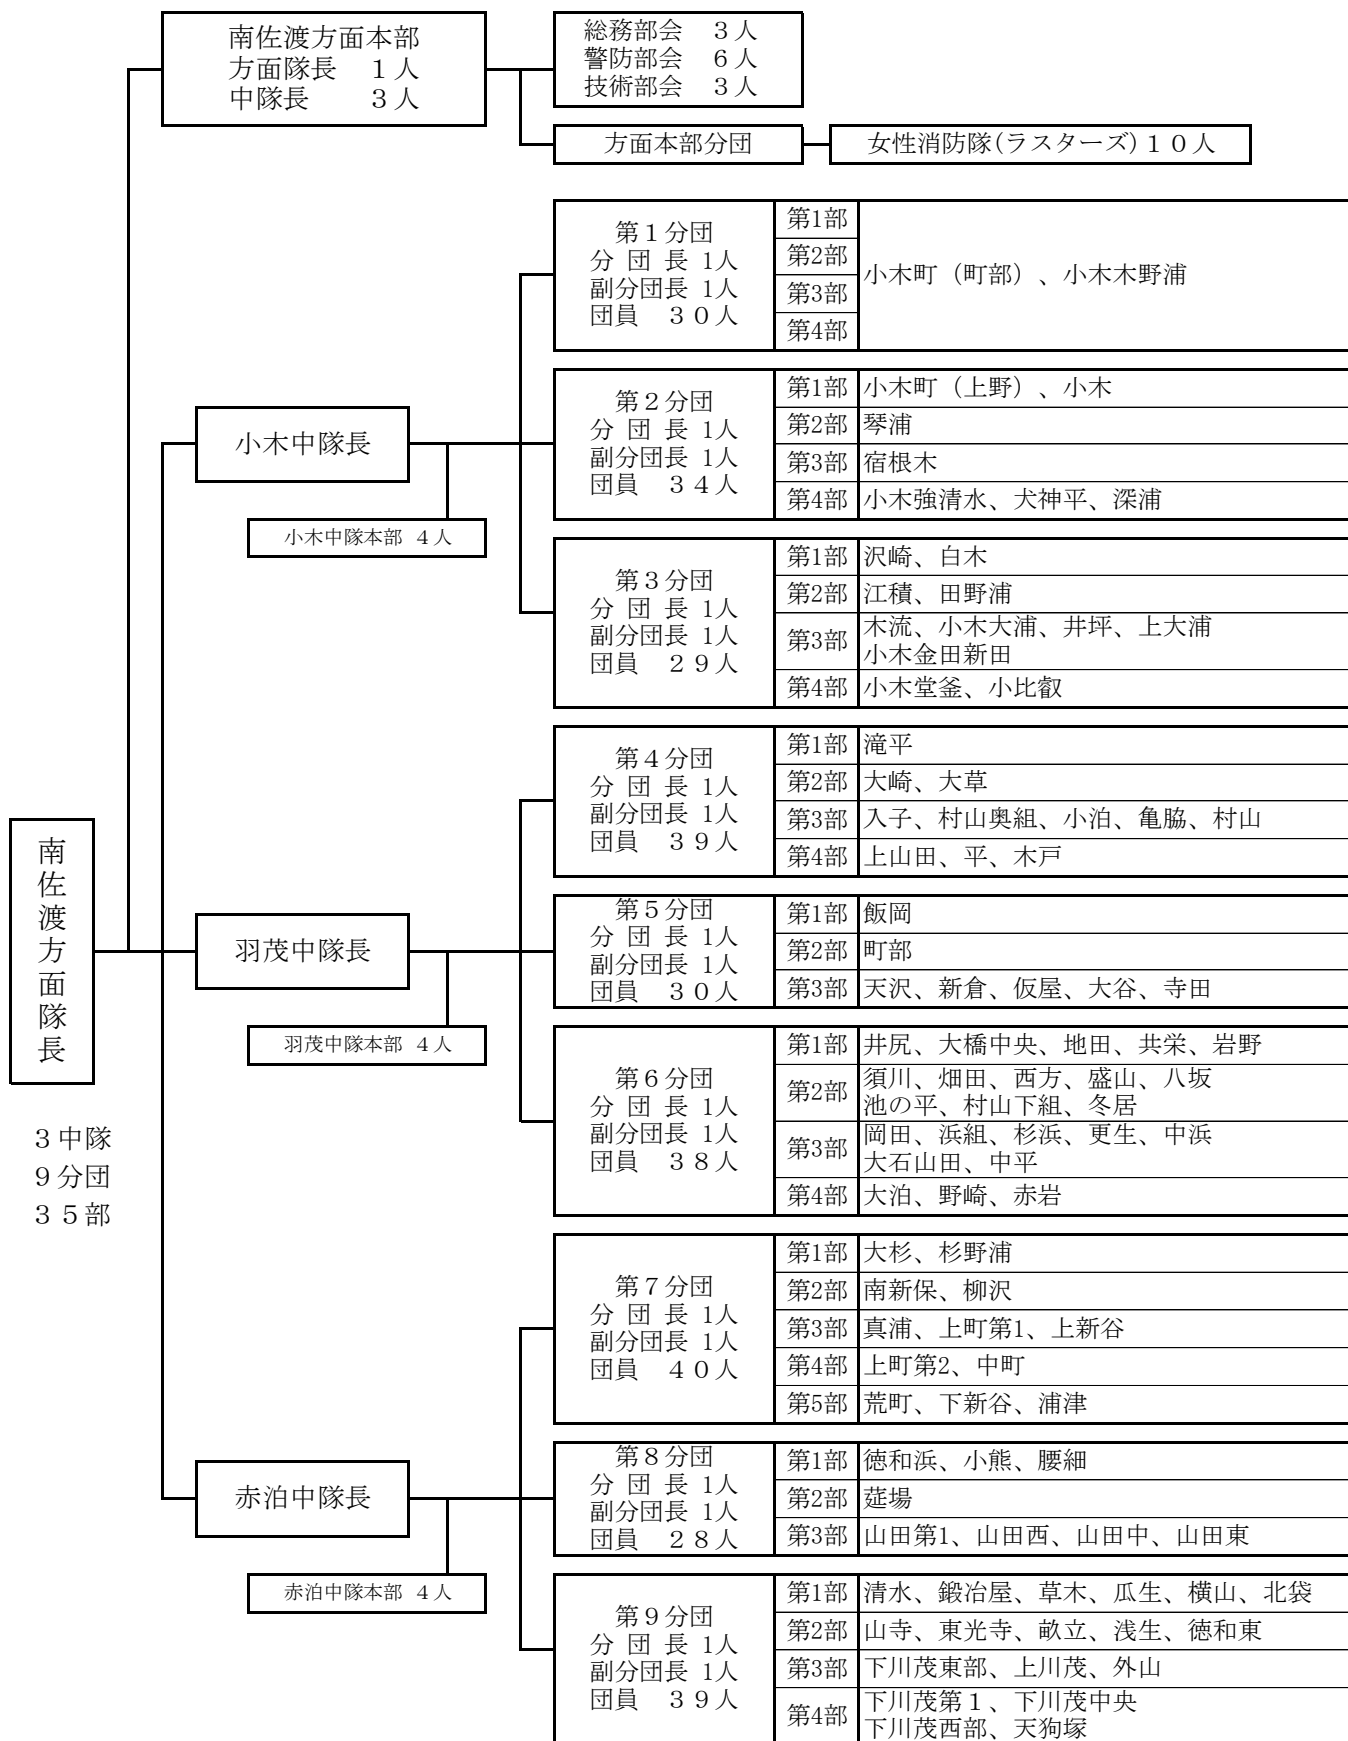 南佐渡方面本部
方面隊長　１人
中隊長　　３人
総務部会　３人
警防部会　６人
技術部会　３人
方面本部分団
女性消防隊(ラスターズ)１０人
南佐渡方面隊長
３中隊
９分団
３５部
小木中隊長
小木中隊本部 ４人
第１分団
分 団 長 1人
副分団長 1人
団員　３０人
第1部
第2部
第3部
第4部
小木町（町部）、小木木野浦
第２分団
分 団 長 1人
副分団長 1人
団員　３４人
第1部 小木町（上野）、小木
第2部 琴浦
第3部 宿根木
第4部 小木強清水、犬神平、深浦
第３分団
分 団 長 1人
副分団長 1人
団員　２９人
第1部 沢崎、白木
第2部 江積、田野浦
第3部 木流、小木大浦、井坪、上大浦
小木金田新田
第4部 小木堂釜、小比叡
羽茂中隊長
羽茂中隊本部 ４人
第４分団
分 団 長 1人
副分団長 1人
団員　３９人
第1部 滝平
第2部 大崎、大草
第3部 入子、村山奥組、小泊、亀脇、村山
第4部 上山田、平、木戸
第５分団
分 団 長 1人
副分団長 1人
団員　３０人
第1部 飯岡
第2部 町部
第3部 天沢、新倉、仮屋、大谷、寺田
第６分団
分 団 長 1人
副分団長 1人
団員　３８人
第1部 井尻、大橋中央、地田、共栄、岩野
第2部 須川、畑田、西方、盛山、八坂
池の平、村山下組、冬居
第3部 岡田、浜組、杉浜、更生、中浜
大石山田、中平
第4部 大泊、野崎、赤岩
赤泊中隊長
赤泊中隊本部 ４人
第７分団
分 団 長 1人
副分団長 1人
団員　４０人
第1部 大杉、杉野浦
第2部 南新保、柳沢
第3部 真浦、上町第1、上新谷
第4部 上町第2、中町
第5部 荒町、下新谷、浦津
第８分団
分 団 長 1人
副分団長 1人
団員　２８人
第1部 徳和浜、小熊、腰細
第2部 莚場
第3部 山田第1、山田西、山田中、山田東
第９分団
分 団 長 1人
副分団長 1人
団員　３９人
第1部 清水、鍛冶屋、草木、瓜生、横山、北袋
第2部 山寺、東光寺、畝立、浅生、徳和東
第3部 下川茂東部、上川茂、外山
第4部 下川茂第１、下川茂中央
下川茂西部、天狗塚